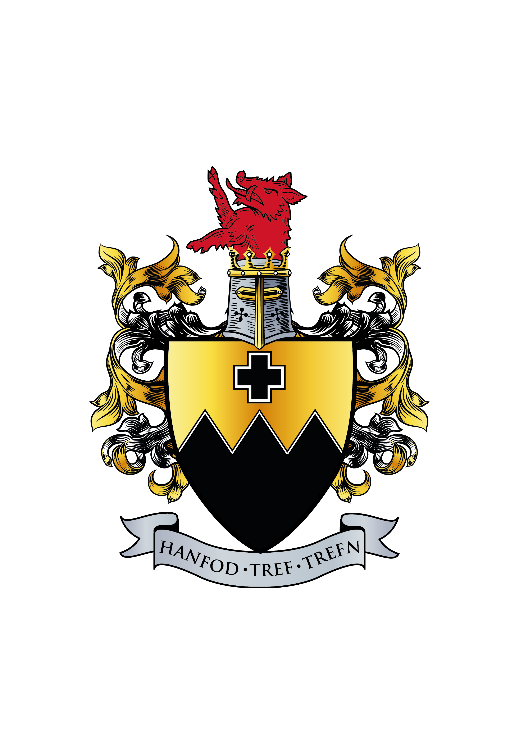 HANFOD · TREF · TREFN